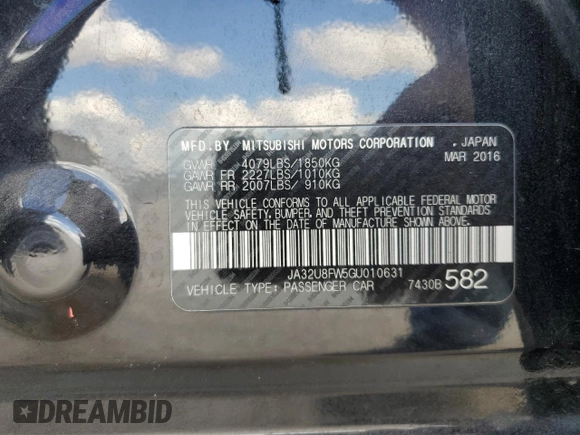 MFD.BY MITSUBISHI MOTORS CORPORATION , JAPAN
GVWR 4079LBS/1850KG MAR 2016
GAWR FR 2227LBS/1010KG
GAWR RR 2007LBS/ 910KG
THIS VEHICLE CONFORMS TO ALL APPLICABLE FEDERAL MOTOR
VEHICLE SAFETY,BUMPER,AND THEFT PREVENTION STANDARDS
IN EFFECT ON THE DATE OF MANUFACTURE SHOWN ABOVE.
JA32U8FW5GU010631
VEHICLE TYPE: PASSENGER CAR 7430B 582
DREAMBID